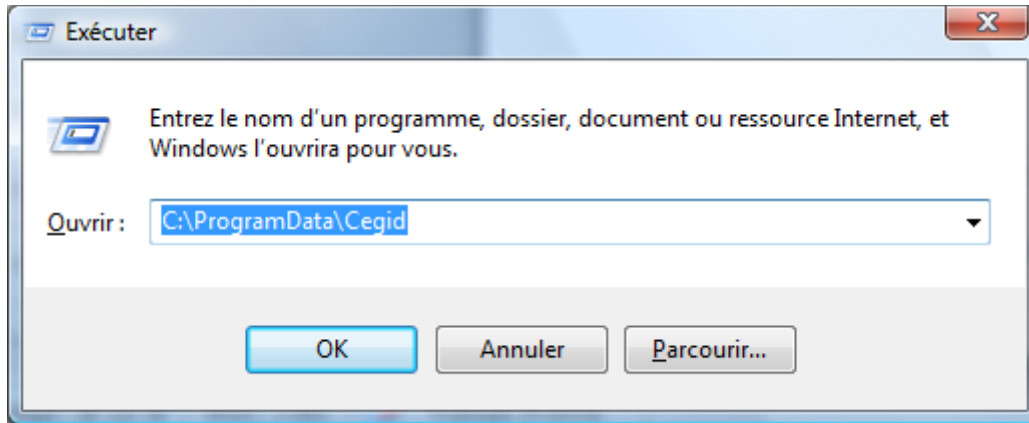 Exécuter
Entrez le nom d'un programme, dossier, document ou ressource Internet, et
Windows l'ouvrira pour vous.
Ouvrir : C:\ProgramData\Cegid
OK Annuler Parcourir...